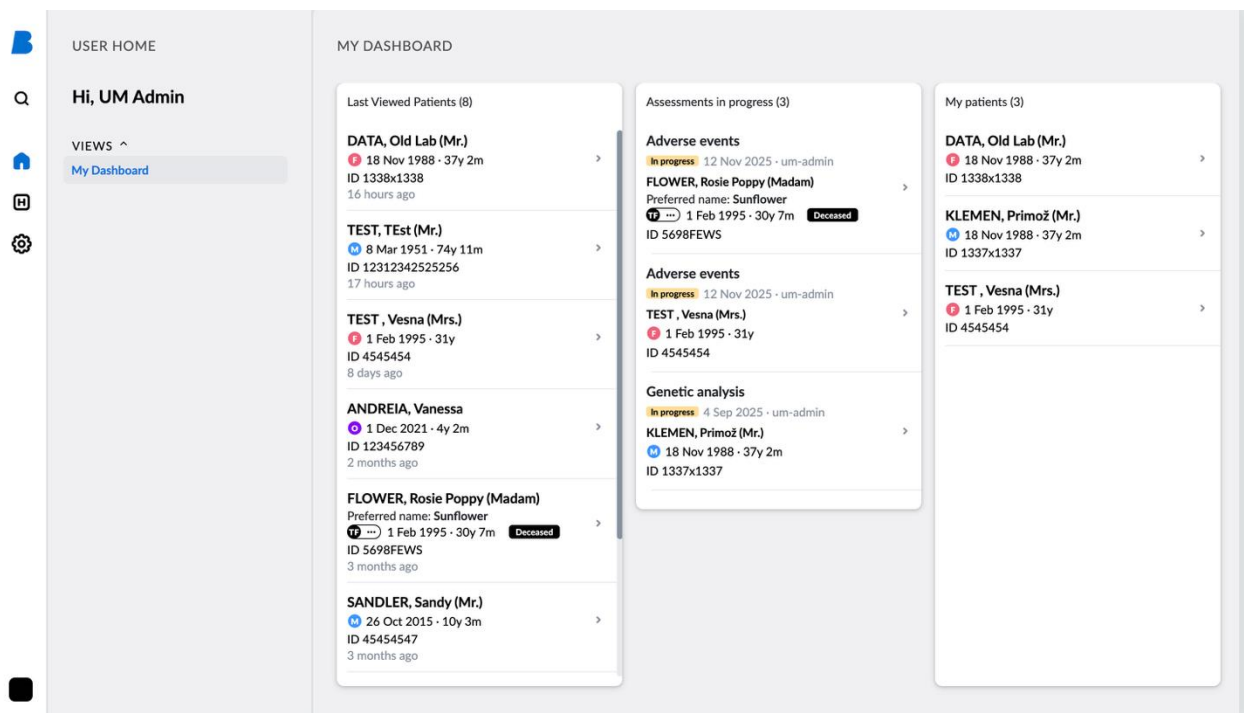 USER HOME
Hi, UM Admin
VIEWS
My Dashboard
MY DASHBOARD
Last Viewed Patients (8)
DATA, Old Lab (Mr.)
F 18 Nov 1988 · 37y 2m
ID 1338x1338
16 hours ago
TEST, TEst (Mr.)
M 8 Mar 1951 · 74y 11m
ID 12312342525256
17 hours ago
TEST , Vesna (Mrs.)
F 1 Feb 1995 · 31y
ID 4545454
8 days ago
ANDREIA, Vanessa
O 1 Dec 2021 · 4y 2m
ID 123456789
2 months ago
FLOWER, Rosie Poppy (Madam)
Preferred name: Sunflower
TF ··· 1 Feb 1995 · 30y 7m Deceased
ID 5698FEWS
3 months ago
SANDLER, Sandy (Mr.)
M 26 Oct 2015 · 10y 3m
ID 45454547
3 months ago
Assessments in progress (3)
Adverse events
In progress 12 Nov 2025 · um-admin
FLOWER, Rosie Poppy (Madam)
Preferred name: Sunflower
TF ··· 1 Feb 1995 · 30y 7m Deceased
ID 5698FEWS
Adverse events
In progress 12 Nov 2025 · um-admin
TEST , Vesna (Mrs.)
F 1 Feb 1995 · 31y
ID 4545454
Genetic analysis
In progress 4 Sep 2025 · um-admin
KLEMEN, Primož (Mr.)
M 18 Nov 1988 · 37y 2m
ID 1337x1337
My patients (3)
DATA, Old Lab (Mr.)
F 18 Nov 1988 · 37y 2m
ID 1338x1338
KLEMEN, Primož (Mr.)
M 18 Nov 1988 · 37y 2m
ID 1337x1337
TEST , Vesna (Mrs.)
F 1 Feb 1995 · 31y
ID 4545454